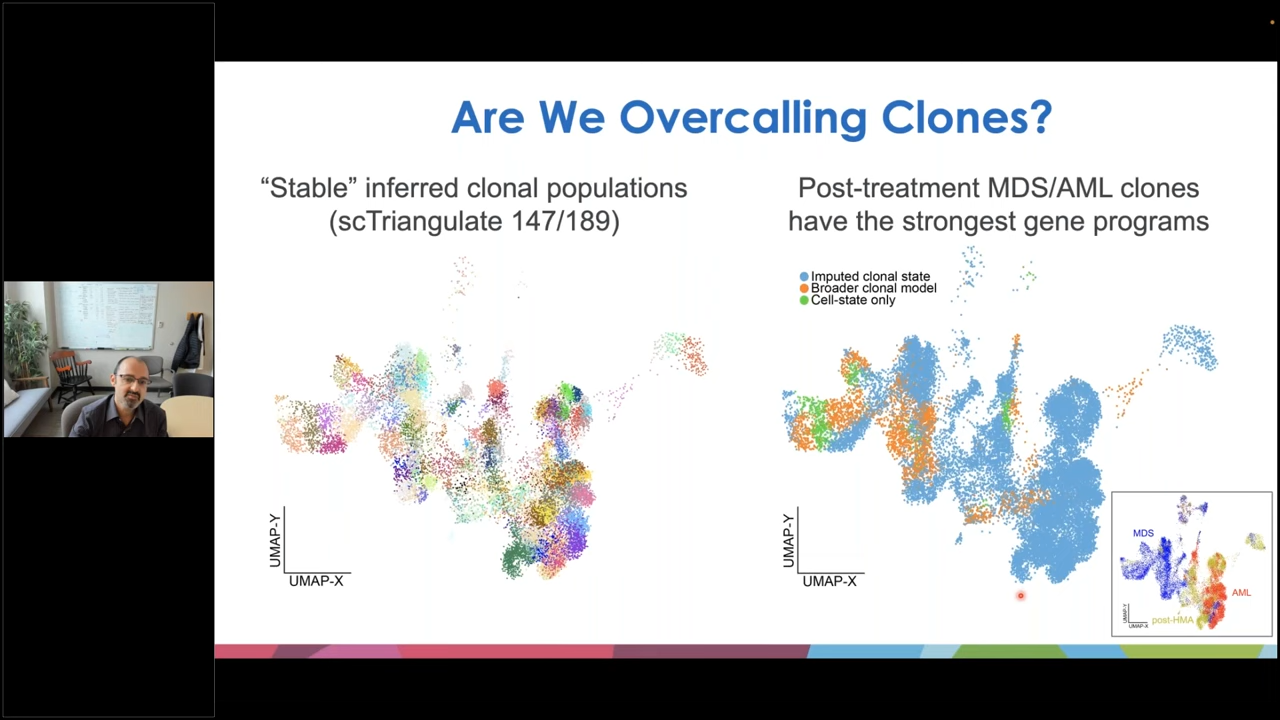 Are We Overcalling Clones?
“Stable” inferred clonal populations
(scTriangulate 147/189)
Post-treatment MDS/AML clones
have the strongest gene programs
Imputed clonal state
Broader clonal model
Cell-state only
UMAP-Y
UMAP-X
UMAP-Y
UMAP-X
MDS
AML
post-HMA
UMAP-Y
UMAP-X